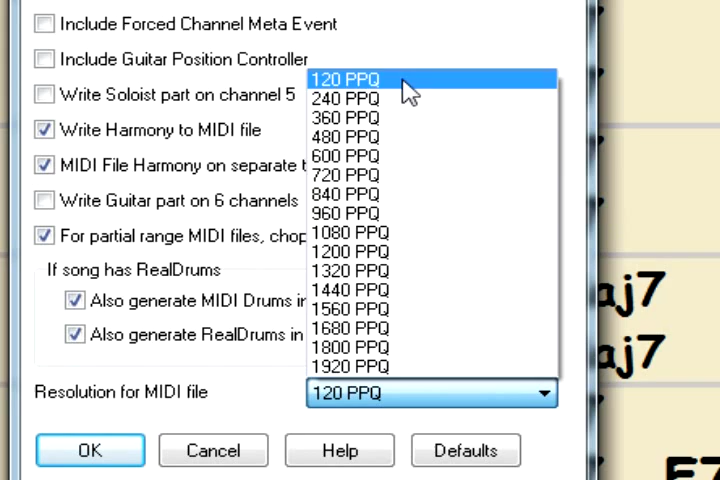 Include Forced Channel Meta Event
Include Guitar Position Controller
Write Soloist part on channel 5
Write Harmony to MIDI file
MIDI File Harmony on separate t
Write Guitar part on 6 channels
For partial range MIDI files, chop
If song has RealDrums
Also generate MIDI Drums in
Also generate RealDrums in
120 PPQ
240 PPQ
360 PPQ
480 PPQ
600 PPQ
720 PPQ
840 PPQ
960 PPQ
1080 PPQ
1200 PPQ
1320 PPQ
1440 PPQ
1560 PPQ
1680 PPQ
1800 PPQ
1920 PPQ
Resolution for MIDI file
120 PPQ
OK
Cancel
Help
Defaults
aj7
aj7